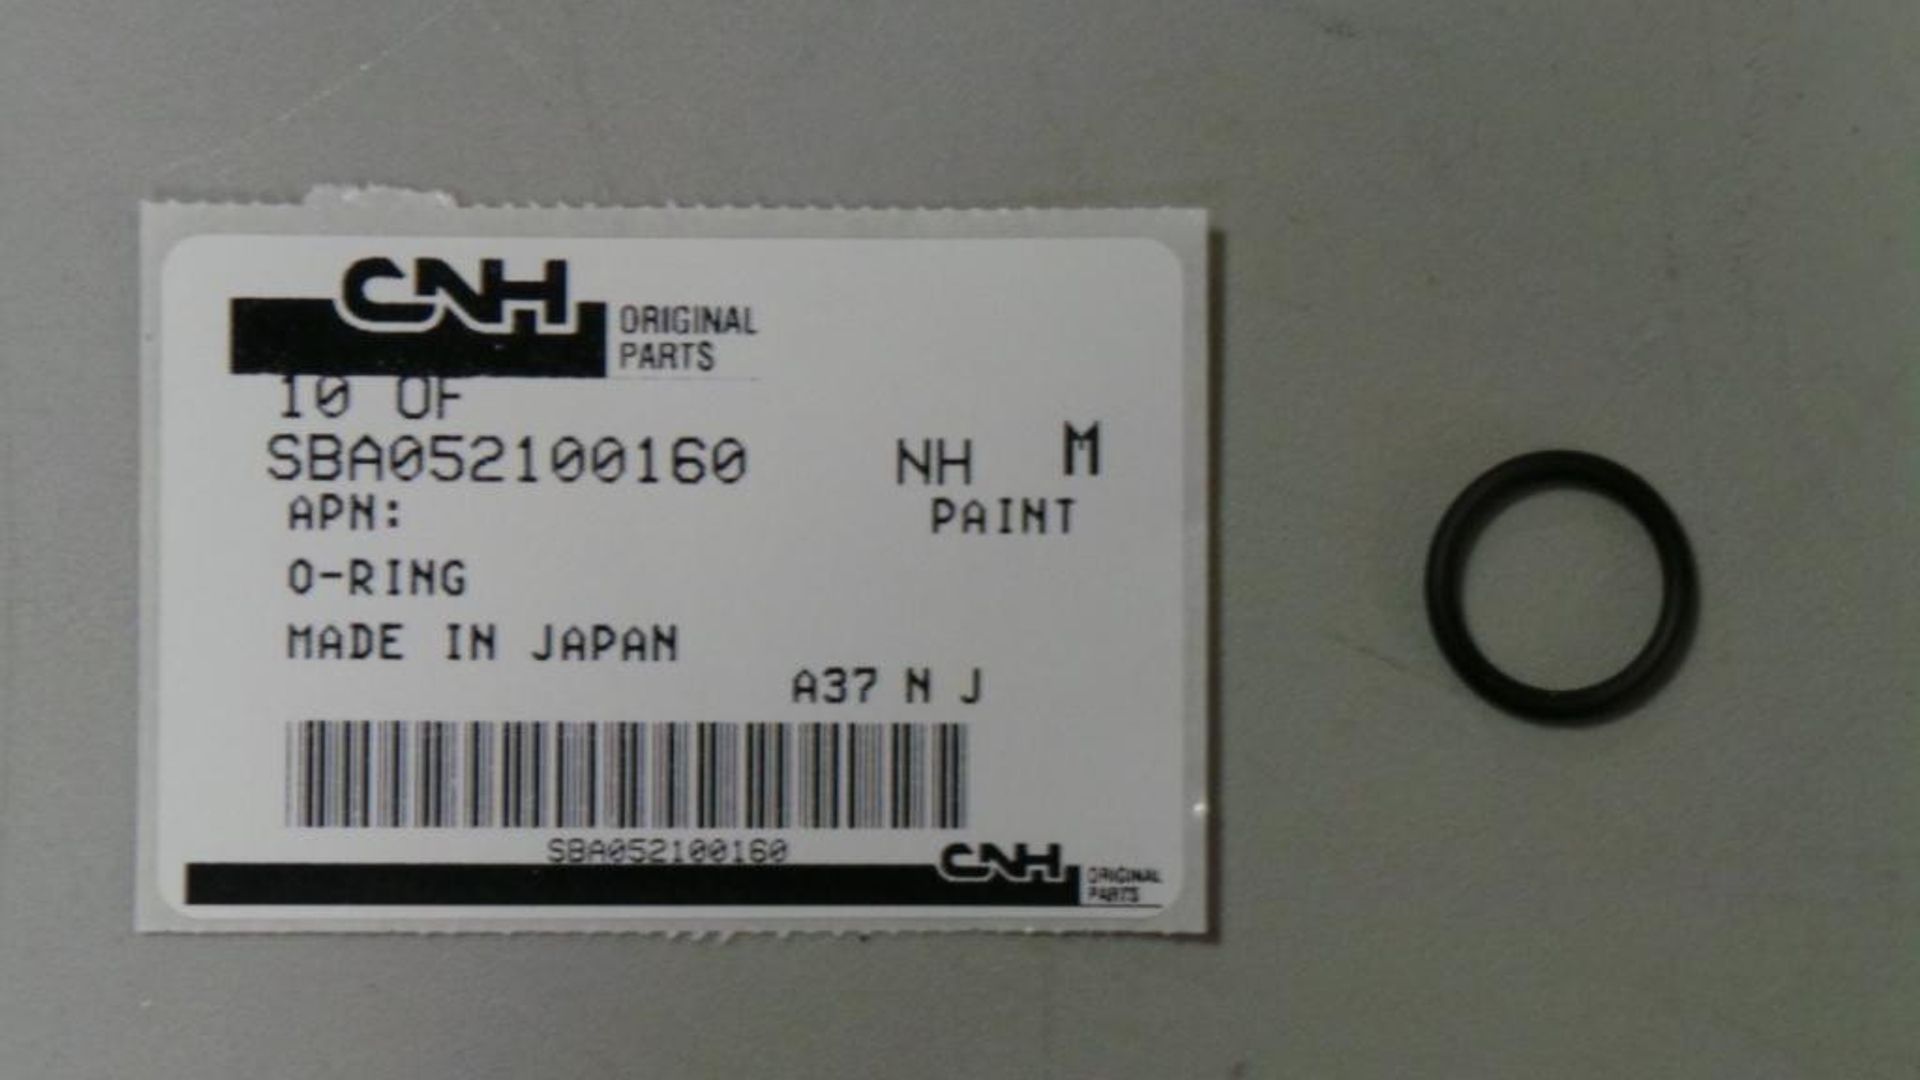 CNH ORIGINAL
PARTS
10 OF
SBA052100160 NH M
APN: PAINT
O-RING
MADE IN JAPAN
A37 N J
SBA052100160
CNH ORIGINAL
PARTS